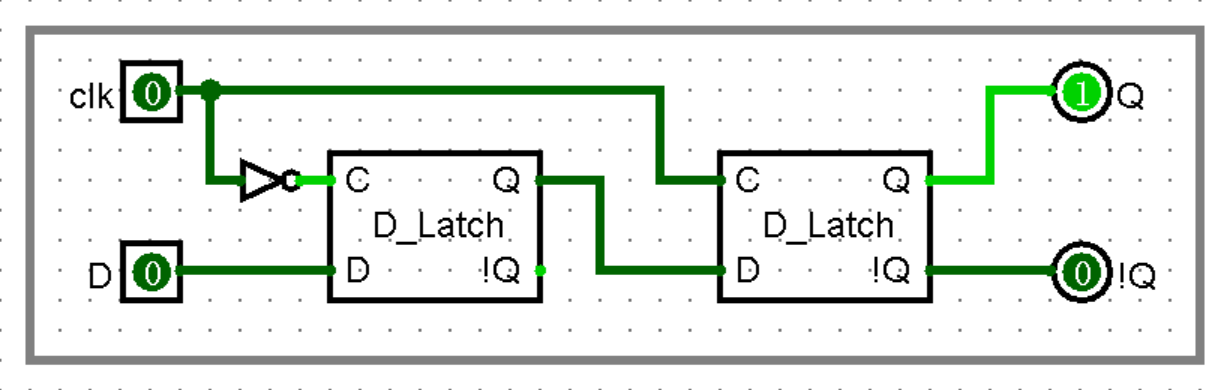 clk 0 1 Q
C Q C Q
D_Latch D_Latch
D 0 D !Q D !Q 0 !Q